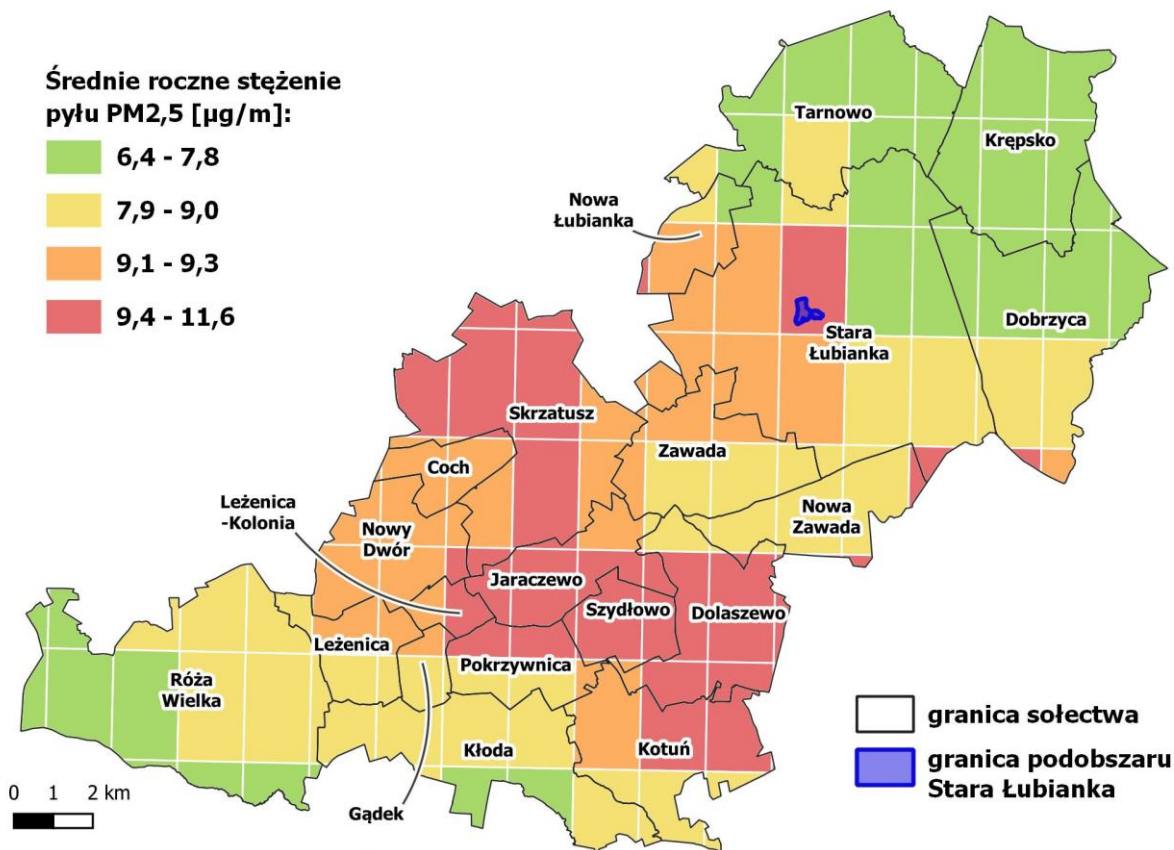 Średnie roczne stężenie
pyłu PM2,5 [µg/m]:
6,4 - 7,8
7,9 - 9,0
9,1 - 9,3
9,4 - 11,6
Tarnowo
Krępsko
Nowa
Łubianka
Dobrzyca
Stara
Łubianka
Skrzatusz
Zawada
Coch
Leżenica
-Kolonia
Nowy
Dwór
Nowa
Zawada
Jaraczewo
Szydłowo
Dolaszewo
Leżenica
Pokrzywnica
Róża
Wielka
Kłoda
Kotuń
Gądek
granica sołectwa
granica podobszaru
Stara Łubianka
0 1 2 km